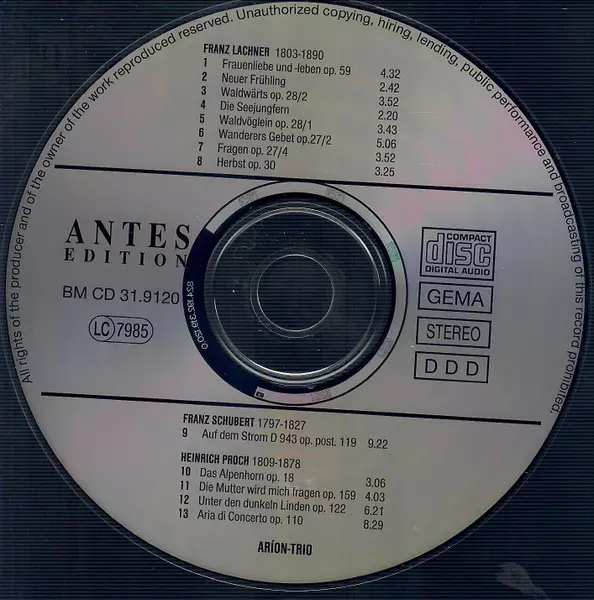 All rights of the producer and of the owner of the work reproduced reserved. Unauthorized copying, hiring, lending, public performance and broadcasting of this record prohibited.
FRANZ LACHNER 1803-1890
1 Frauenliebe und -leben op. 59 4.32
2 Neuer Frühling 2.42
3 Waldwärts op. 28/2 3.52
4 Die Seejungfern 2.20
5 Waldvöglein op. 28/1 3.43
6 Wanderers Gebet op.27/2 5.06
7 Fragen op. 27/4 3.52
8 Herbst op. 30 3.25
ANTES
EDITION
BM CD 31.9120
LC 7985
COMPACT
disc
DIGITAL AUDIO
GEMA
STEREO
D D D
FRANZ SCHUBERT 1797-1827
9 Auf dem Strom D 943 op. post. 119 9.22
HEINRICH PROCH 1809-1878
10 Das Alpenhorn op. 18 3.06
11 Die Mutter wird mich fragen op. 159 4.03
12 Unter den dunkeln Linden op. 122 6.21
13 Aria di Concerto op. 110 8.29
ARÍON-TRIO